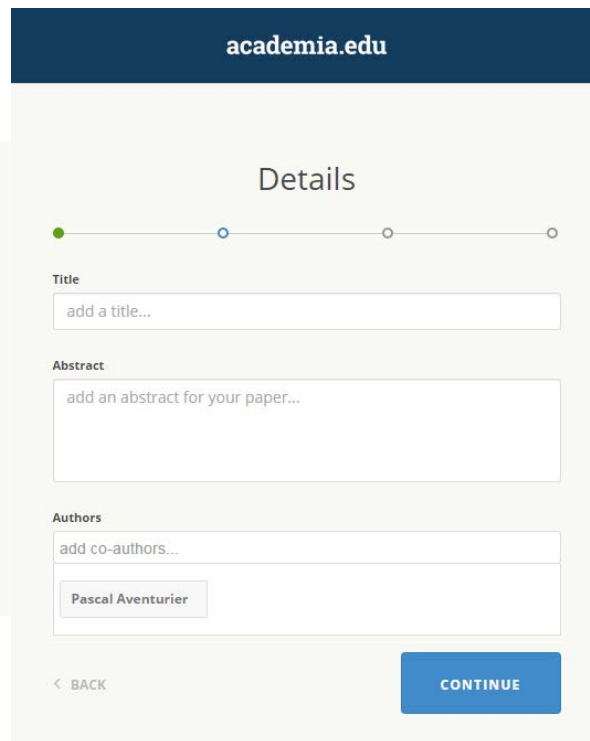 academia.edu
Details
Title
add a title...
Abstract
add an abstract for your paper...
Authors
add co-authors...
Pascal Aventurier
< BACK
CONTINUE